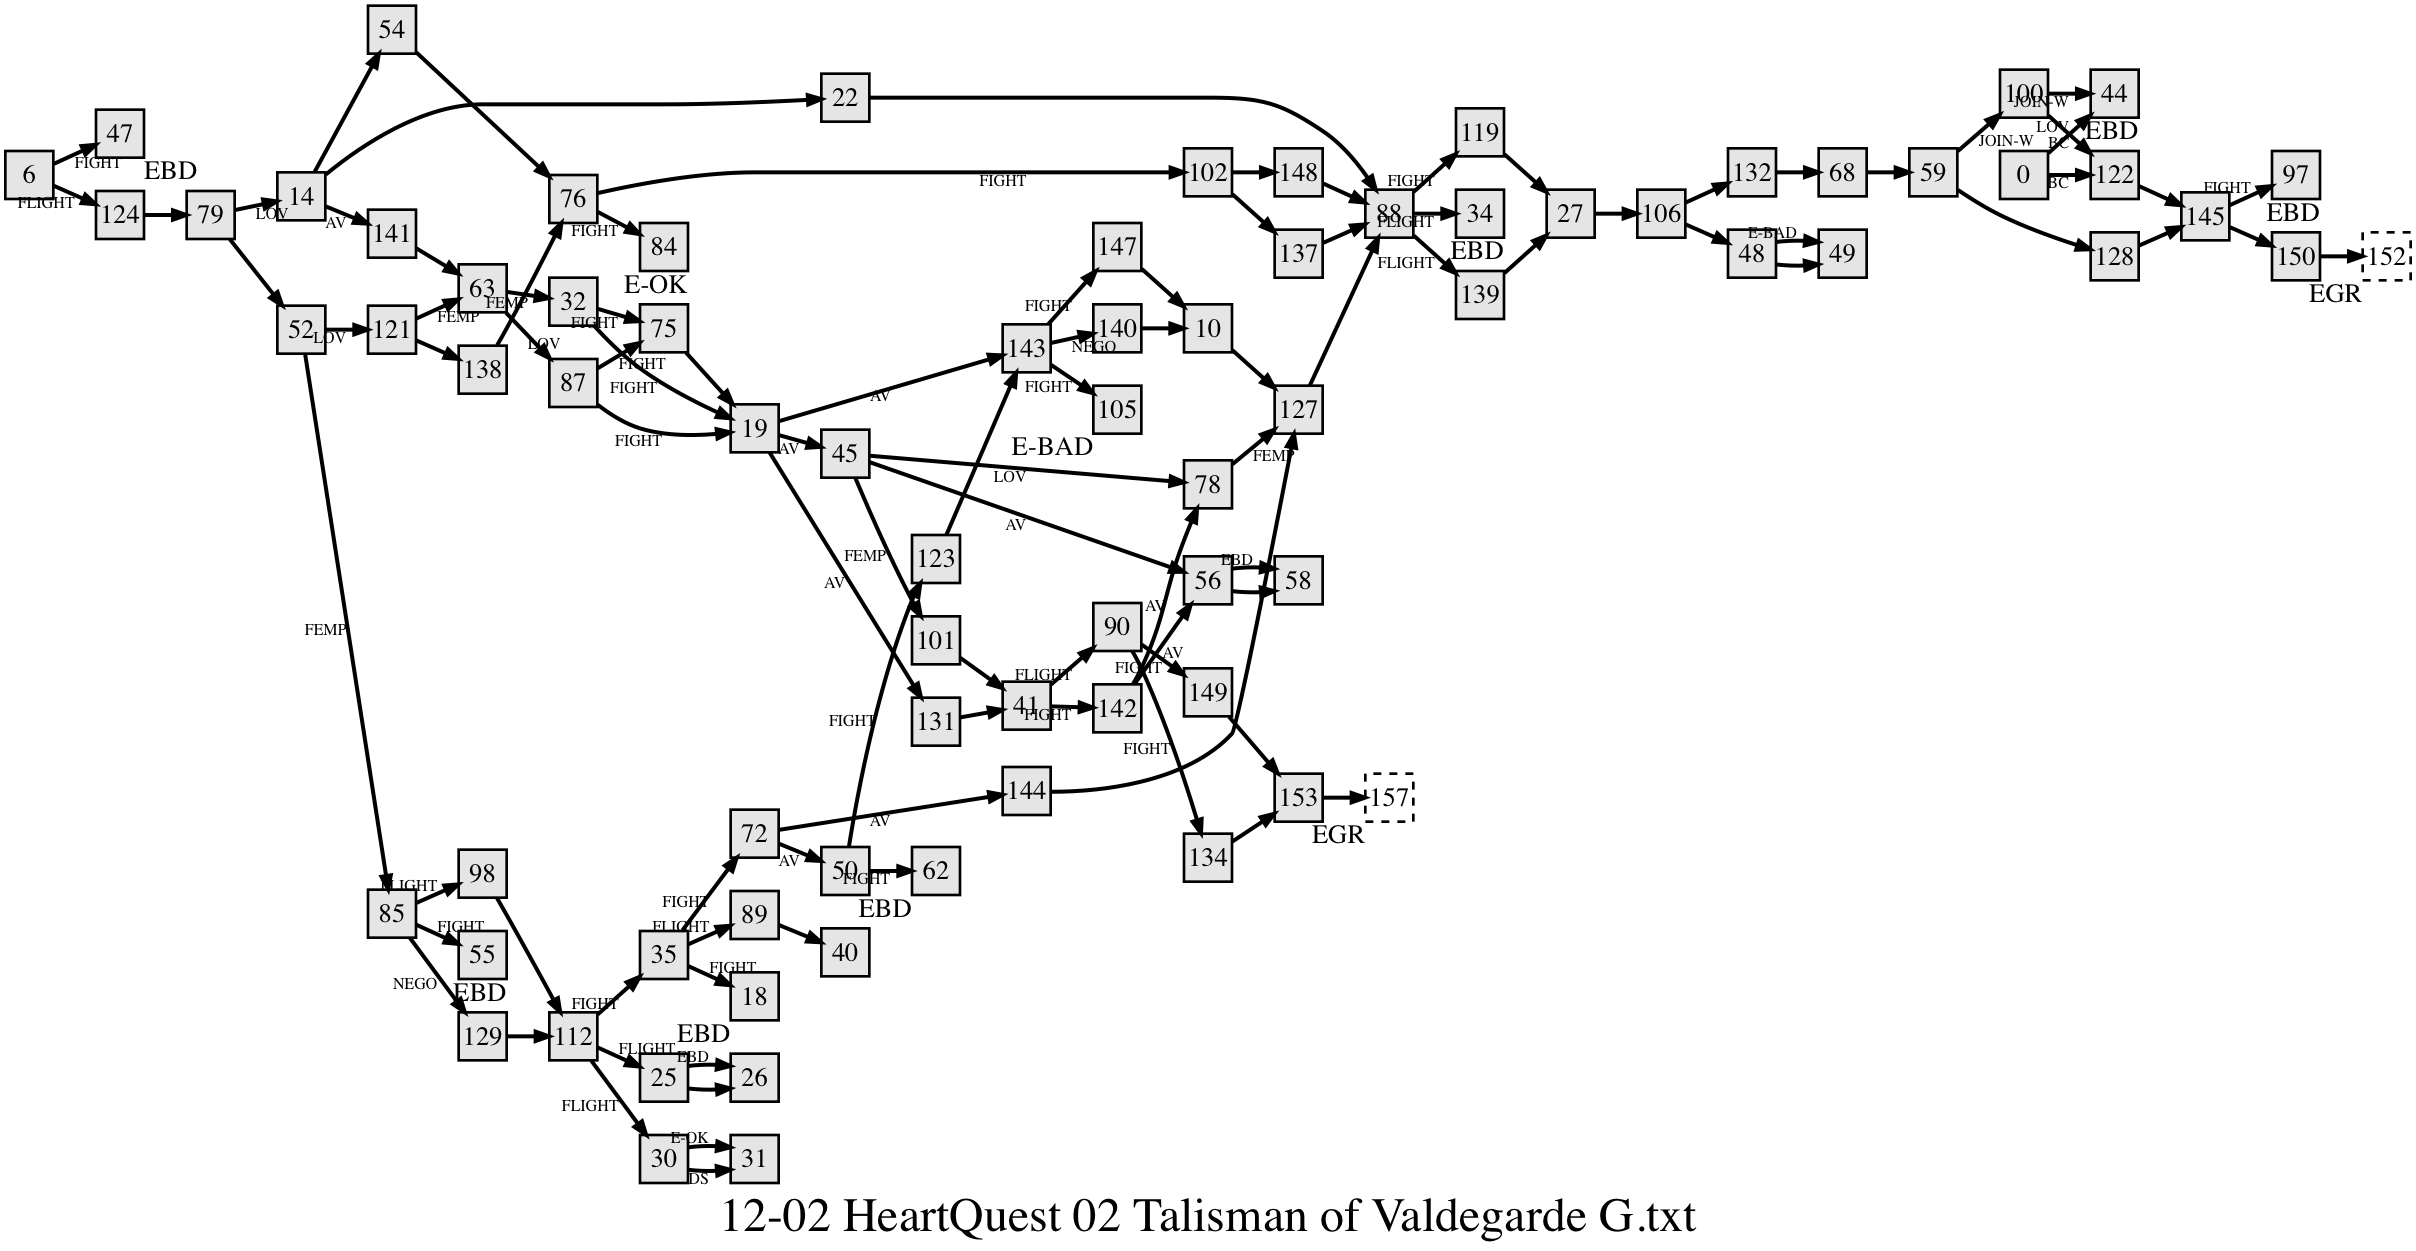 54
22
100
JOIN-W
44
119
47
FIGHT
EBD
LOV
JOIN-W
BC
EBD
6
FLIGHT
124
79
LOV
14
AV
141
76
FIGHT
84
E-OK
FIGHT
102
148
137
FIGHT
88
FLIGHT
34
EBD
FLIGHT
139
27
106
132
68
59
0
BC
122
FIGHT
97
EBD
145
128
150
EGR
152
E-BAD
48
49
52
LOV
121
FEMP
63
FEMP
32
FIGHT
75
138
LOV
87
FIGHT
FIGHT
FIGHT
19
AV
AV
45
147
FIGHT
143
140
NEGO
10
FIGHT
105
E-BAD
127
LOV
78
FEMP
AV
FEMP
AV
123
101
131
56
EBD
58
90
AV
AV
FLIGHT
41
FIGHT
142
FIGHT
149
FIGHT
FEMP
FIGHT
144
153
157
EGR
134
72
AV
AV
50
FIGHT
62
EBD
85
FLIGHT
98
FIGHT
55
EBD
NEGO
129
112
FIGHT
35
FIGHT
FLIGHT
89
40
FIGHT
18
EBD
FLIGHT
25
EBD
26
FLIGHT
30
E-OK
DS
31
12-02 HeartQuest 02 Talisman of Valdegarde G.txt